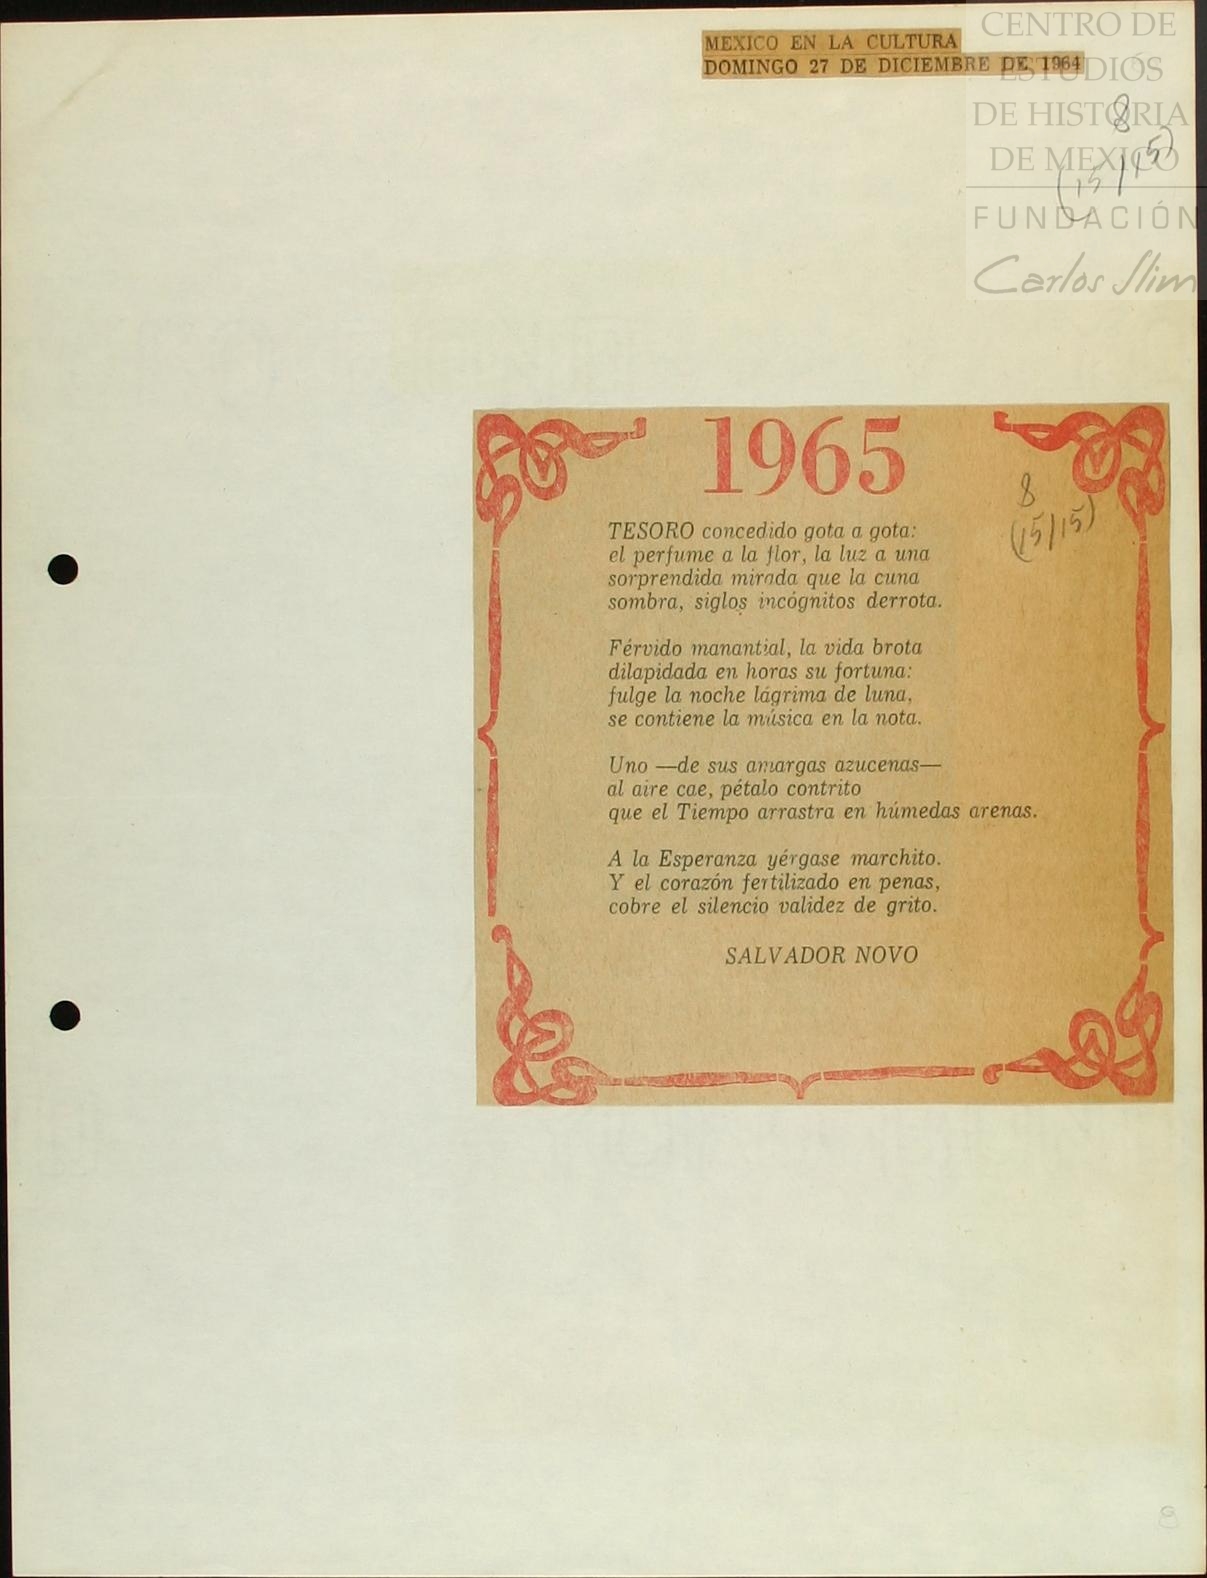 MEXICO EN LA CULTURA
DOMINGO 27 DE DICIEMBRE DE 1964
CENTRO DE
ESTUDIOS
DE HISTORIA
DE MEXICO
FUNDACIÓN
Carlos Slim
8
(15/15)
1965
8
(15/15)
TESORO concedido gota a gota:
el perfume a la flor, la luz a una
sorprendida mirada que la cuna
sombra, siglos incógnitos derrota.
Férvido manantial, la vida brota
dilapidada en horas su fortuna:
fulge la noche lágrima de luna,
se contiene la música en la nota.
Uno —de sus amargas azucenas—
al aire cae, pétalo contrito
que el Tiempo arrastra en húmedas arenas.
A la Esperanza yérgase marchito.
Y el corazón fertilizado en penas,
cobre el silencio validez de grito.
SALVADOR NOVO
8